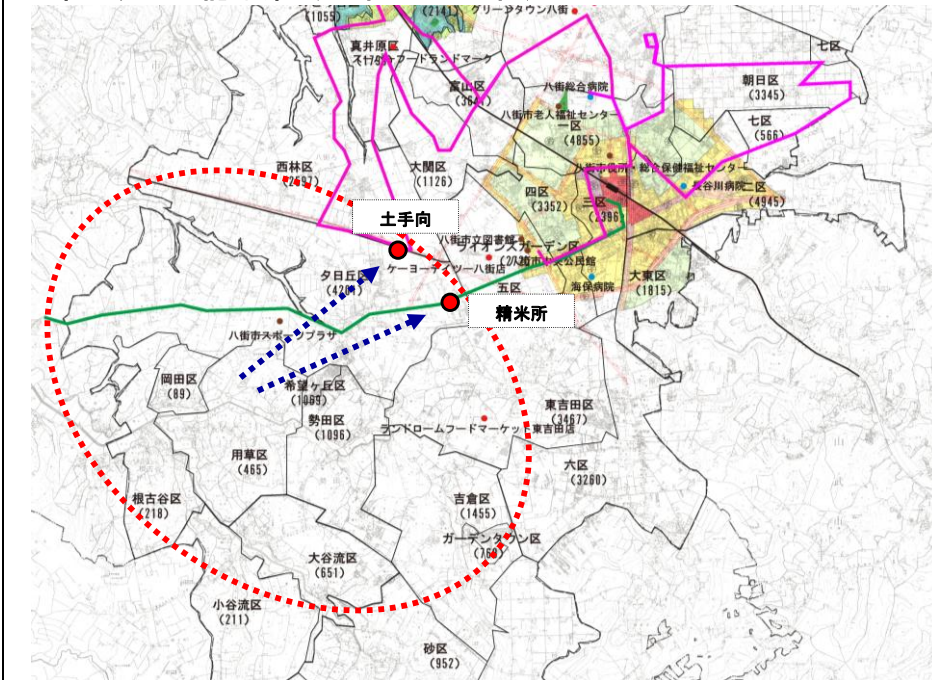 (1055)
(2141)
グリーンタウン八街
七区
真井原区
フードランドマーク
富山区
八街総合病院
朝日区
(3345)
八街市老人福祉センター
一区
(4855)
七区
(566)
西林区
(2597)
大関区
(1126)
八街市役所・総合保健福祉センター
長谷川病院
四区
(3352)
三区
(2396)
二区
(4945)
土手向
八街市立図書館
ライオンズガーデン区
ケーヨーデイツー八街店
夕日丘区
五区
海保病院
大東区
(1815)
精米所
八街市スポーツプラザ
岡田区
(89)
希望ヶ丘区
(1069)
勢田区
(1096)
東吉田区
(3467)
ランドロームフードマーケット東吉田店
用草区
(465)
六区
(3260)
根古谷区
(218)
吉倉区
(1455)
ガーデンタウン区
大谷流区
(651)
小谷流区
(211)
砂区
(952)